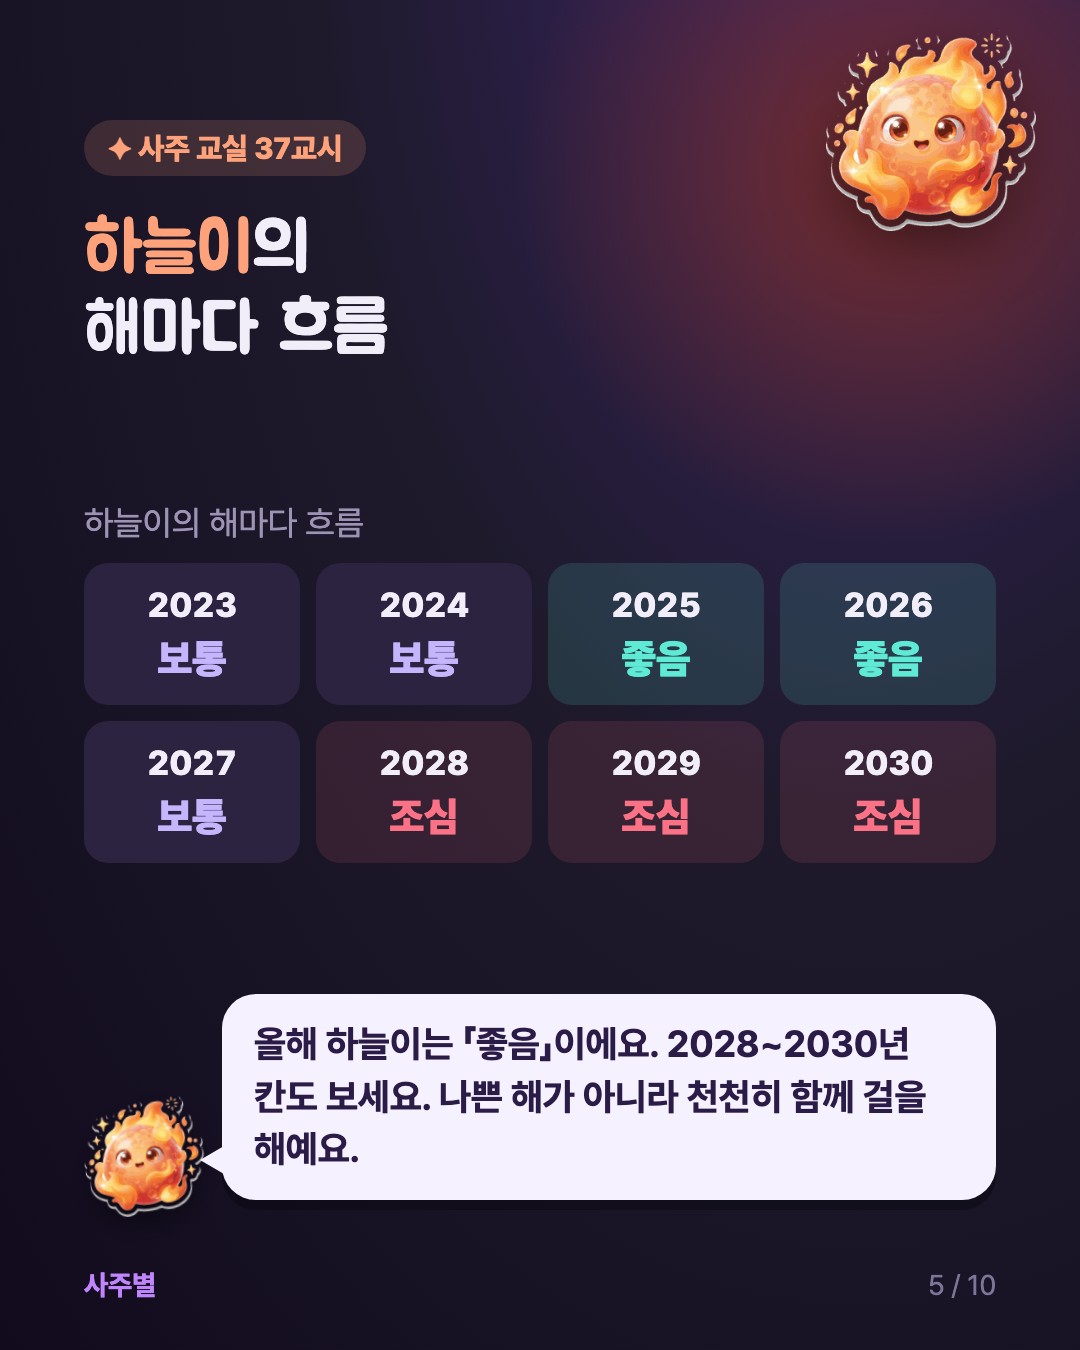 ✦ 사주 교실 37교시
하늘이의
해마다 흐름
하늘이의 해마다 흐름
2023 2024 2025 2026
보통 보통 좋음 좋음
2027 2028 2029 2030
보통 조심 조심 조심
올해 하늘이는 「좋음」이에요. 2028~2030년
칸도 보세요. 나쁜 해가 아니라 천천히 함께 걸을
해예요.
사주별 5 / 10